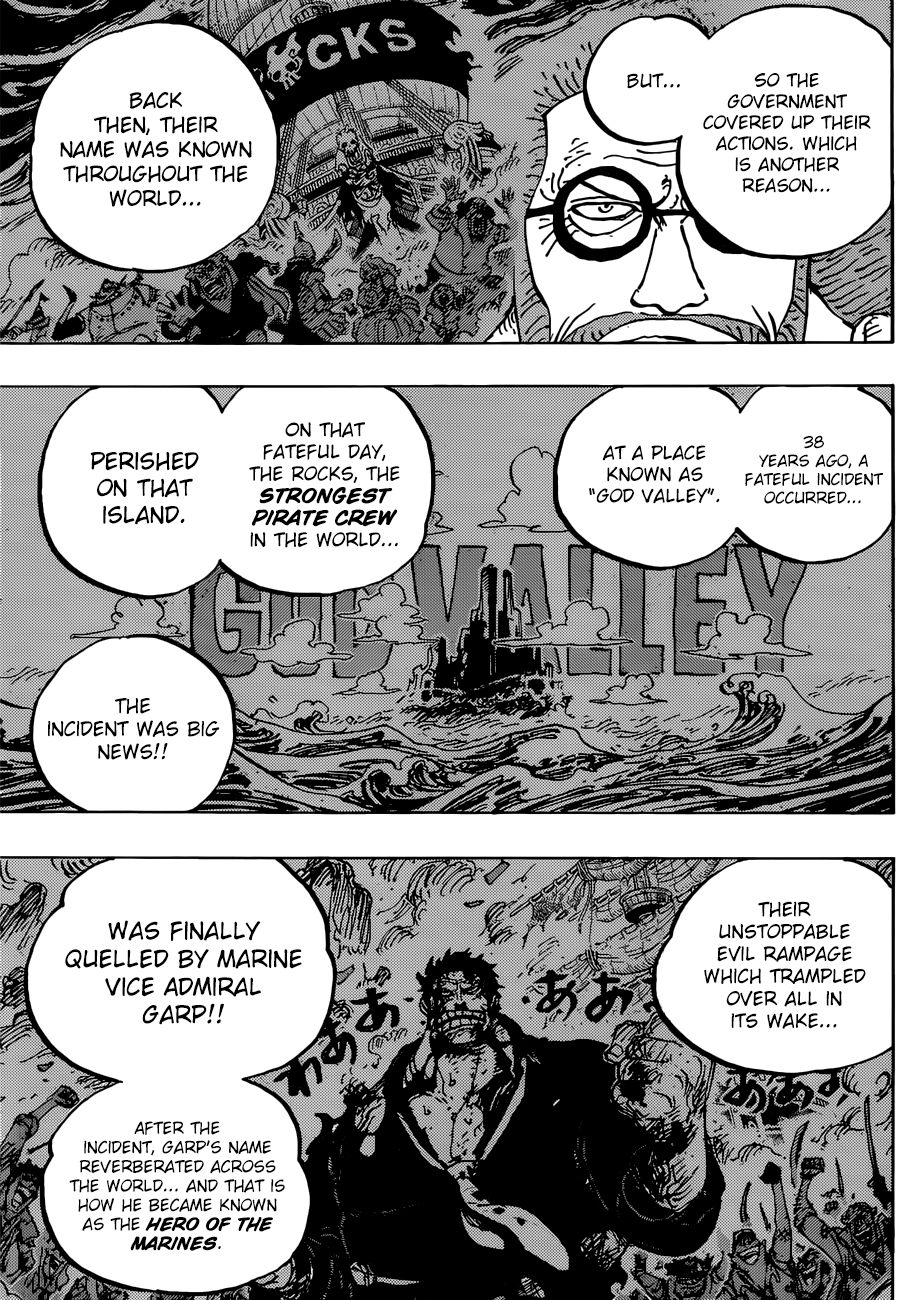 SO THE
GOVERNMENT
COVERED UP THEIR
ACTIONS. WHICH
IS ANOTHER
REASON...
BUT...
CKS
BACK
THEN, THEIR
NAME WAS KNOWN
THROUGHOUT THE
WORLD...
38
YEARS AGO, A
FATEFUL INCIDENT
OCCURRED...
AT A PLACE
KNOWN AS
"GOD VALLEY".
ON THAT
FATEFUL DAY,
THE ROCKS, THE
STRONGEST
PIRATE CREW
IN THE WORLD...
PERISHED
ON THAT
ISLAND.
GOD VALLEY
THE
INCIDENT WAS BIG
NEWS!!
THEIR
UNSTOPPABLE
EVIL RAMPAGE
WHICH TRAMPLED
OVER ALL IN
ITS WAKE...
WAS FINALLY
QUELLED BY MARINE
VICE ADMIRAL
GARP!!
わああぁ
ああ
あああ
AFTER THE
INCIDENT, GARP'S NAME
REVERBERATED ACROSS
THE WORLD... AND THAT IS
HOW HE BECAME KNOWN
AS THE HERO OF THE
MARINES.